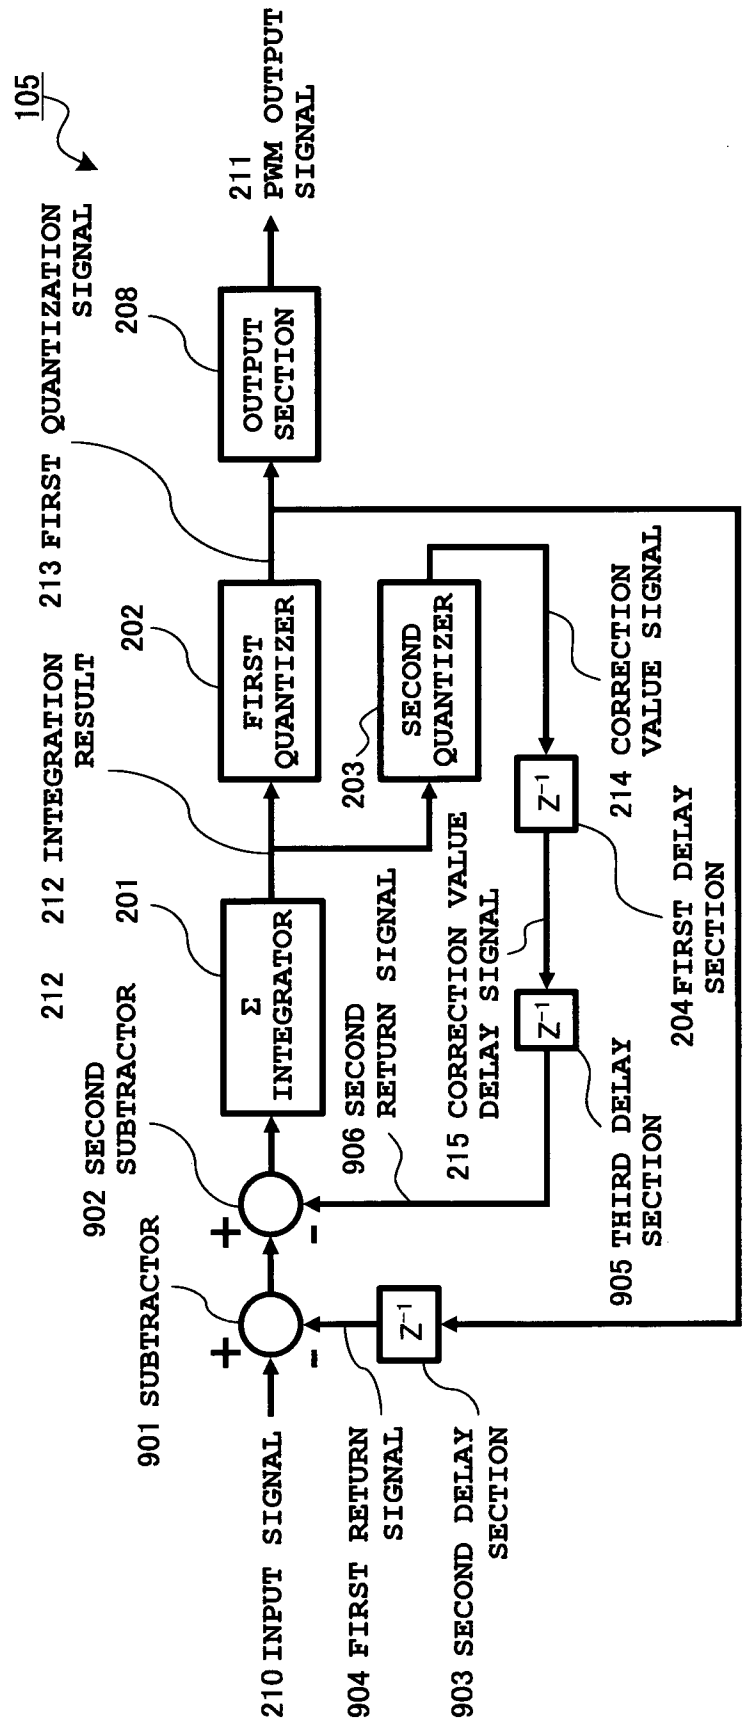 105
210 INPUT SIGNAL
901 SUBTRACTOR
+
-
902 SECOND
SUBTRACTOR
+
-
212
201
Σ
INTEGRATOR
212 INTEGRATION
RESULT
202
FIRST
QUANTIZER
213 FIRST QUANTIZATION
SIGNAL
208
OUTPUT
SECTION
211
PWM OUTPUT
SIGNAL
904 FIRST RETURN
SIGNAL
Z⁻¹
903 SECOND DELAY
SECTION
906 SECOND
RETURN SIGNAL
215 CORRECTION VALUE
DELAY SIGNAL
203
SECOND
QUANTIZER
Z⁻¹
905 THIRD DELAY
SECTION
Z⁻¹
204 FIRST DELAY
SECTION
214 CORRECTION
VALUE SIGNAL